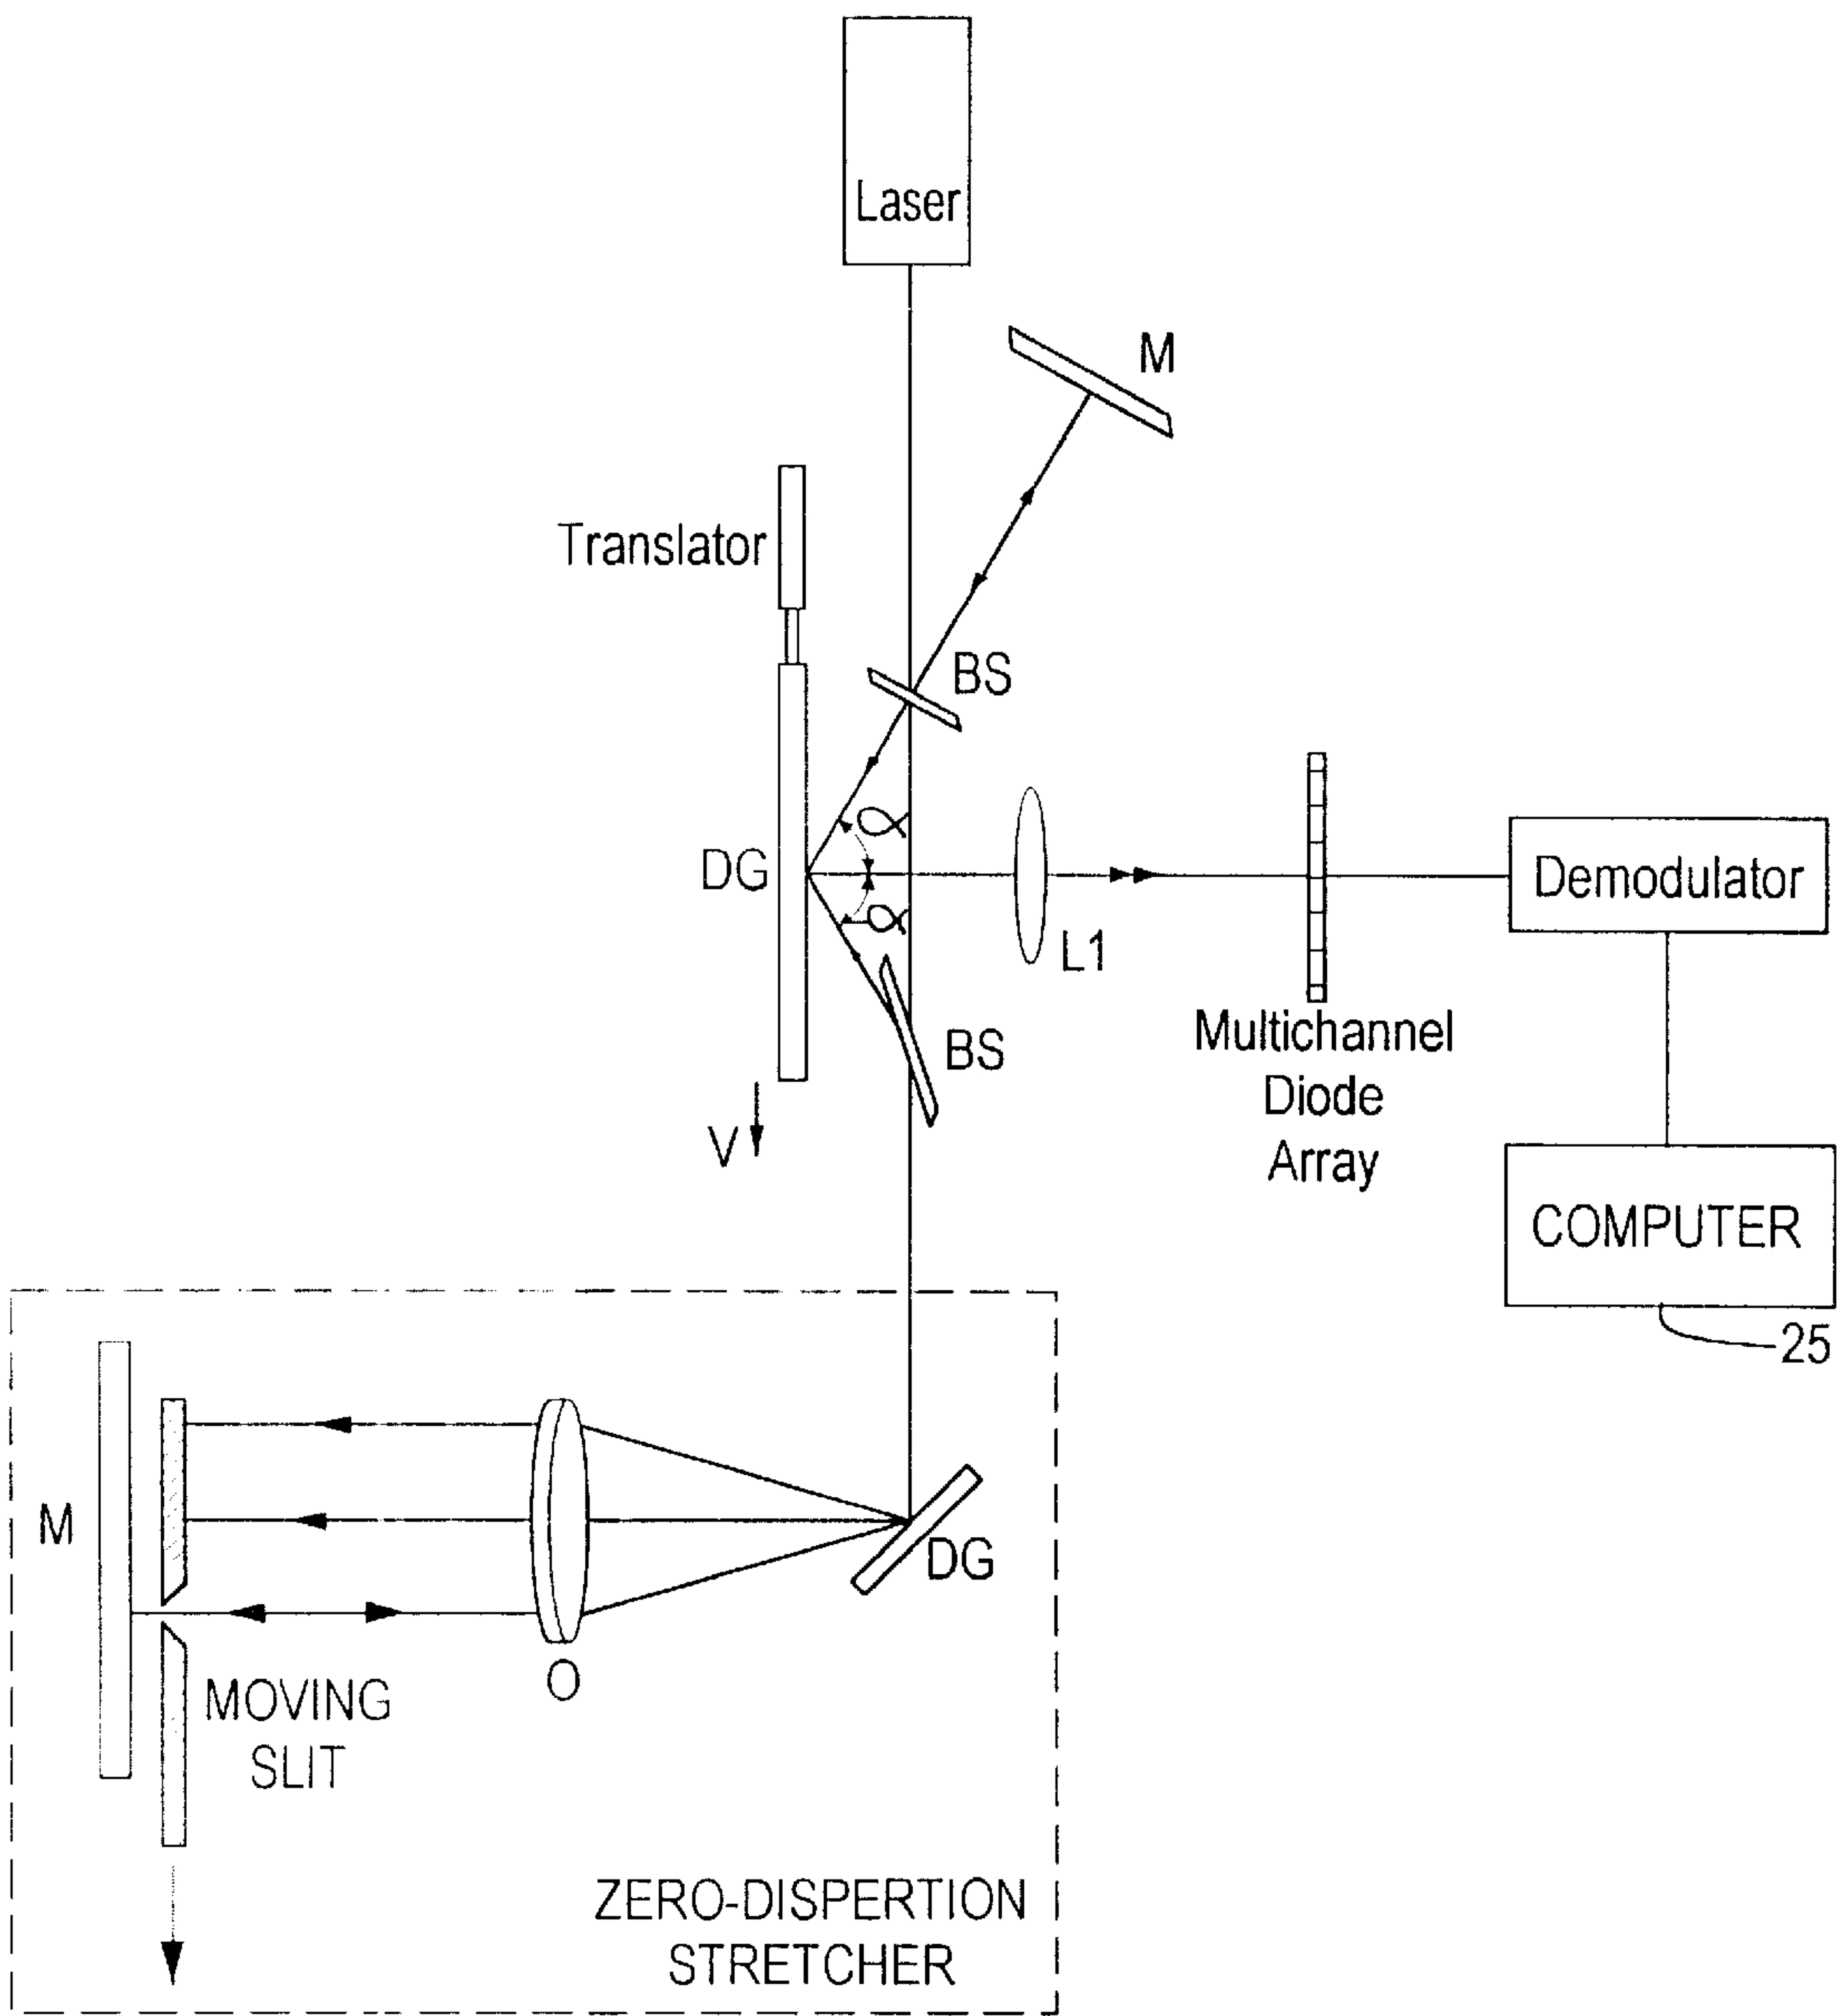 Laser
M
Translator
BS
α
DG
α
L1
BS
Demodulator
Multichannel
Diode
Array
V
COMPUTER
25
M
DG
O
MOVING
SLIT
ZERO-DISPERTION
STRETCHER